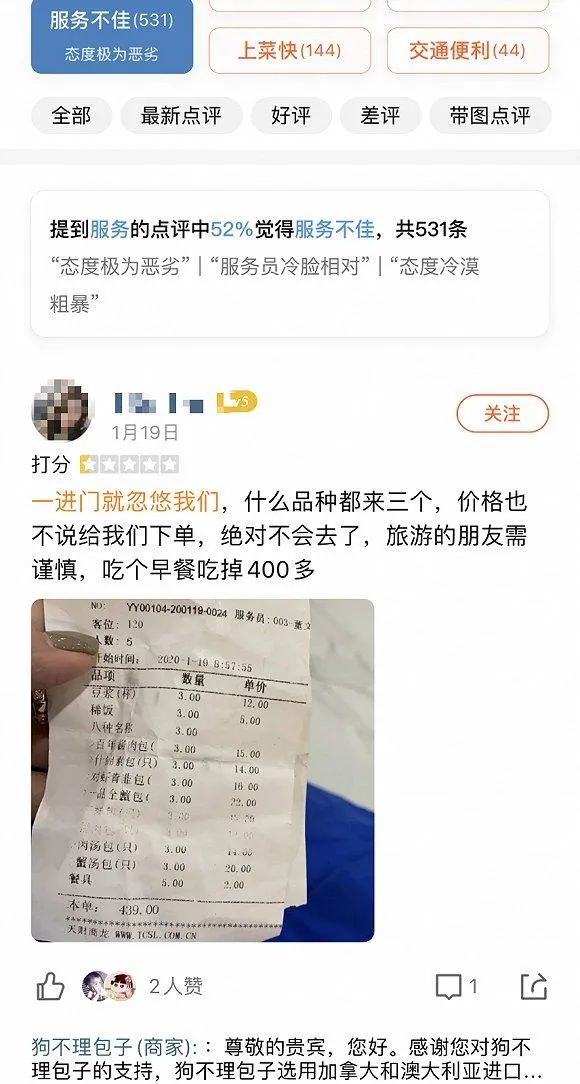 服务不佳(531)
态度极为恶劣
上菜快(144)
交通便利(44)
全部
最新点评
好评
差评
带图点评
提到服务的点评中52%觉得服务不佳，共531条
“态度极为恶劣”|“服务员冷脸相对”|“态度冷漠
粗暴”
1月19日
关注
打分
一进门就忽悠我们，什么品种都来三个，价格也
不说给我们下单，绝对不会去了，旅游的朋友需
谨慎，吃个早餐吃掉400多
NO: YY00104-200119-0024 服务员:003-董文
客位: 120
人数: 5
开始时间: 2020-1-19 8:57:55
品项 数量 单价
豆浆(杯) 3.00 12.00
稀饭 3.00 5.00
八种名称 3.00
百年酱肉包( 3.00 15.00
什锦素包(只) 3.00 14.00
对虾青韭包( 3.00 16.00
一品全蟹包( 3.00 22.00
3.00
3.00
肉汤包(只) 3.00 14.00
蟹汤包(只) 3.00 20.00
餐具 5.00 2.00
本单: 439.00
天财商龙 WWW.TCSL.COM.CN
2人赞
1
狗不理包子(商家):：尊敬的贵宾，您好。感谢您对狗不
理包子的支持，狗不理包子选用加拿大和澳大利亚进口...